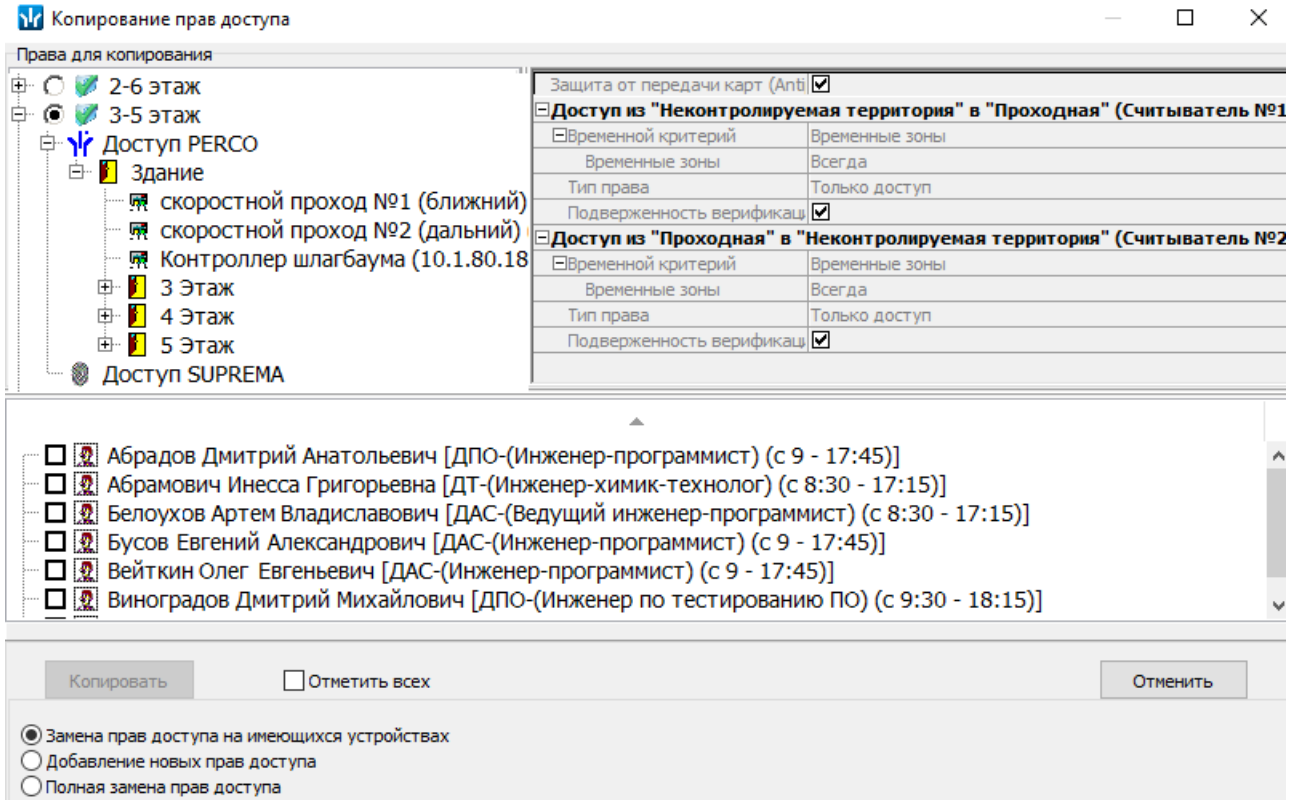 Копирование прав доступа
Права для копирования
2-6 этаж
3-5 этаж
Доступ PERCO
Здание
скоростной проход №1 (ближний)
скоростной проход №2 (дальний)
Контроллер шлагбаума (10.1.80.18
3 Этаж
4 Этаж
5 Этаж
Доступ SUPREMA
Защита от передачи карт (Anti
Доступ из "Неконтролируемая территория" в "Проходная" (Считыватель №1
Временной критерий Временные зоны
Временные зоны Всегда
Тип права Только доступ
Подверженность верификаци
Доступ из "Проходная" в "Неконтролируемая территория" (Считыватель №2
Временной критерий Временные зоны
Временные зоны Всегда
Тип права Только доступ
Подверженность верификаци
Абрадов Дмитрий Анатольевич [ДПО-(Инженер-программист) (с 9 - 17:45)]
Абрамович Инесса Григорьевна [ДТ-(Инженер-химик-технолог) (с 8:30 - 17:15)]
Белоухов Артем Владиславович [ДАС-(Ведущий инженер-программист) (с 8:30 - 17:15)]
Бусов Евгений Александрович [ДАС-(Инженер-программист) (с 9 - 17:45)]
Вейткин Олег Евгеньевич [ДАС-(Инженер-программист) (с 9 - 17:45)]
Виноградов Дмитрий Михайлович [ДПО-(Инженер по тестированию ПО) (с 9:30 - 18:15)]
Копировать
Отметить всех
Отменить
Замена прав доступа на имеющихся устройствах
Добавление новых прав доступа
Полная замена прав доступа